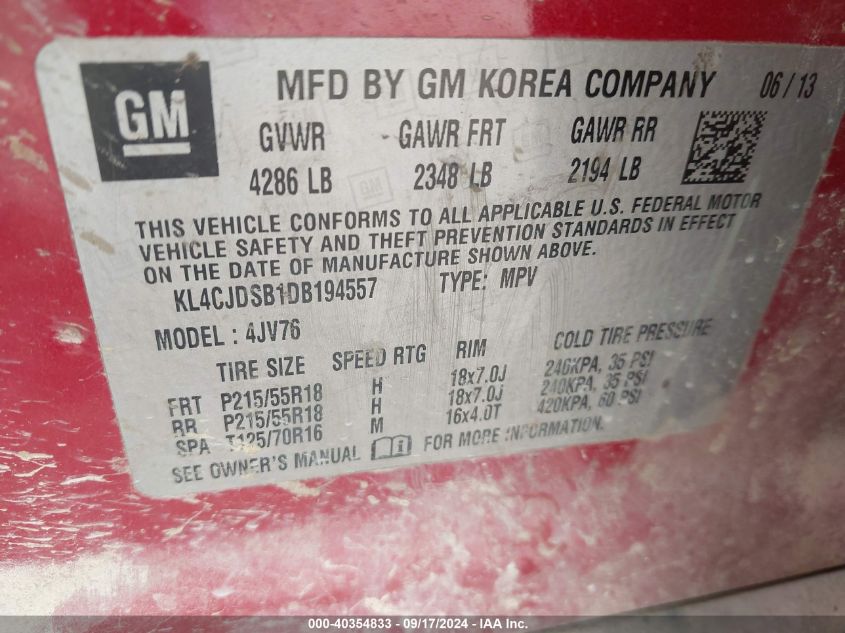 GM
MFD BY GM KOREA COMPANY 06/13
GVWR GAWR FRT GAWR RR
4286 LB 2348 LB 2194 LB
THIS VEHICLE CONFORMS TO ALL APPLICABLE U.S. FEDERAL MOTOR
VEHICLE SAFETY AND THEFT PREVENTION STANDARDS IN EFFECT
ON THE DATE OF MANUFACTURE SHOWN ABOVE.
KL4CJDSB1DB194557 TYPE: MPV
MODEL: 4JV76
TIRE SIZE SPEED RTG RIM COLD TIRE PRESSURE
FRT P215/55R18 H 18x7.0J 240KPA, 35 PSI
RR P215/55R18 H 18x7.0J 240KPA, 35 PSI
SPA T125/70R16 M 16x4.0T 420KPA, 60 PSI
SEE OWNER'S MANUAL FOR MORE INFORMATION.
000-40354833 - 09/17/2024 - IAA Inc.